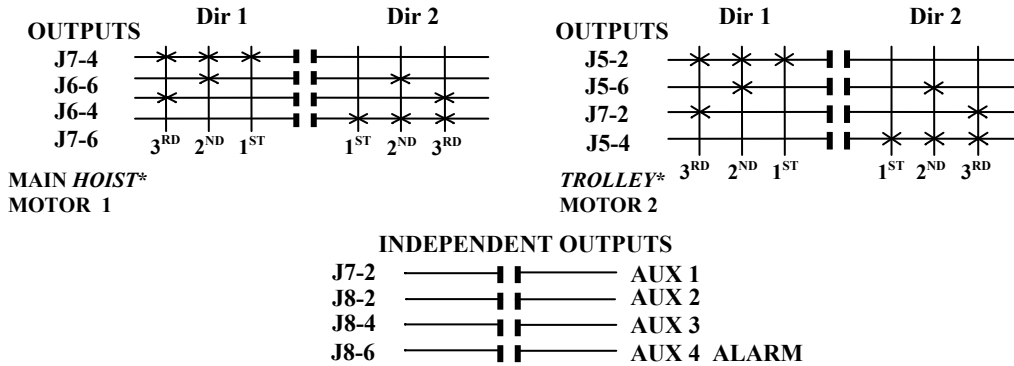 OUTPUTS
Dir 1 Dir 2
J7-4
J6-6
J6-4
J7-6
3RD 2ND 1ST 1ST 2ND 3RD
MAIN HOIST*
MOTOR 1
OUTPUTS
Dir 1 Dir 2
J5-2
J5-6
J7-2
J5-4
3RD 2ND 1ST 1ST 2ND 3RD
TROLLEY*
MOTOR 2
INDEPENDENT OUTPUTS
J7-2 AUX 1
J8-2 AUX 2
J8-4 AUX 3
J8-6 AUX 4 ALARM